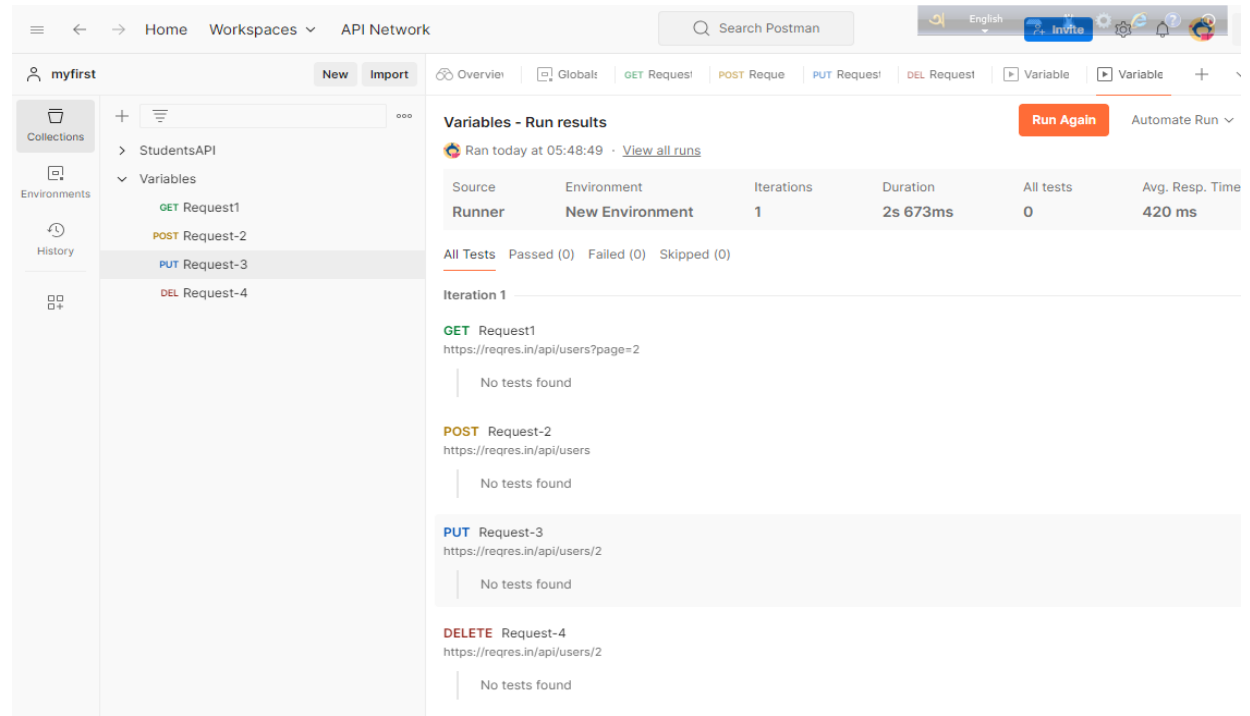 Home Workspaces API Network Search Postman অ English Invite
myfirst New Import Overvie Globals GET Request POST Reque PUT Request DEL Request Variable Variable
Collections
Environments
History
StudentsAPI
Variables
GET Request1
POST Request-2
PUT Request-3
DEL Request-4
Variables - Run results Run Again Automate Run
Ran today at 05:48:49 · View all runs
Source Environment Iterations Duration All tests Avg. Resp. Time
Runner New Environment 1 2s 673ms 0 420 ms
All Tests Passed (0) Failed (0) Skipped (0)
Iteration 1
GET Request1
https://reqres.in/api/users?page=2
No tests found
POST Request-2
https://reqres.in/api/users
No tests found
PUT Request-3
https://reqres.in/api/users/2
No tests found
DELETE Request-4
https://reqres.in/api/users/2
No tests found